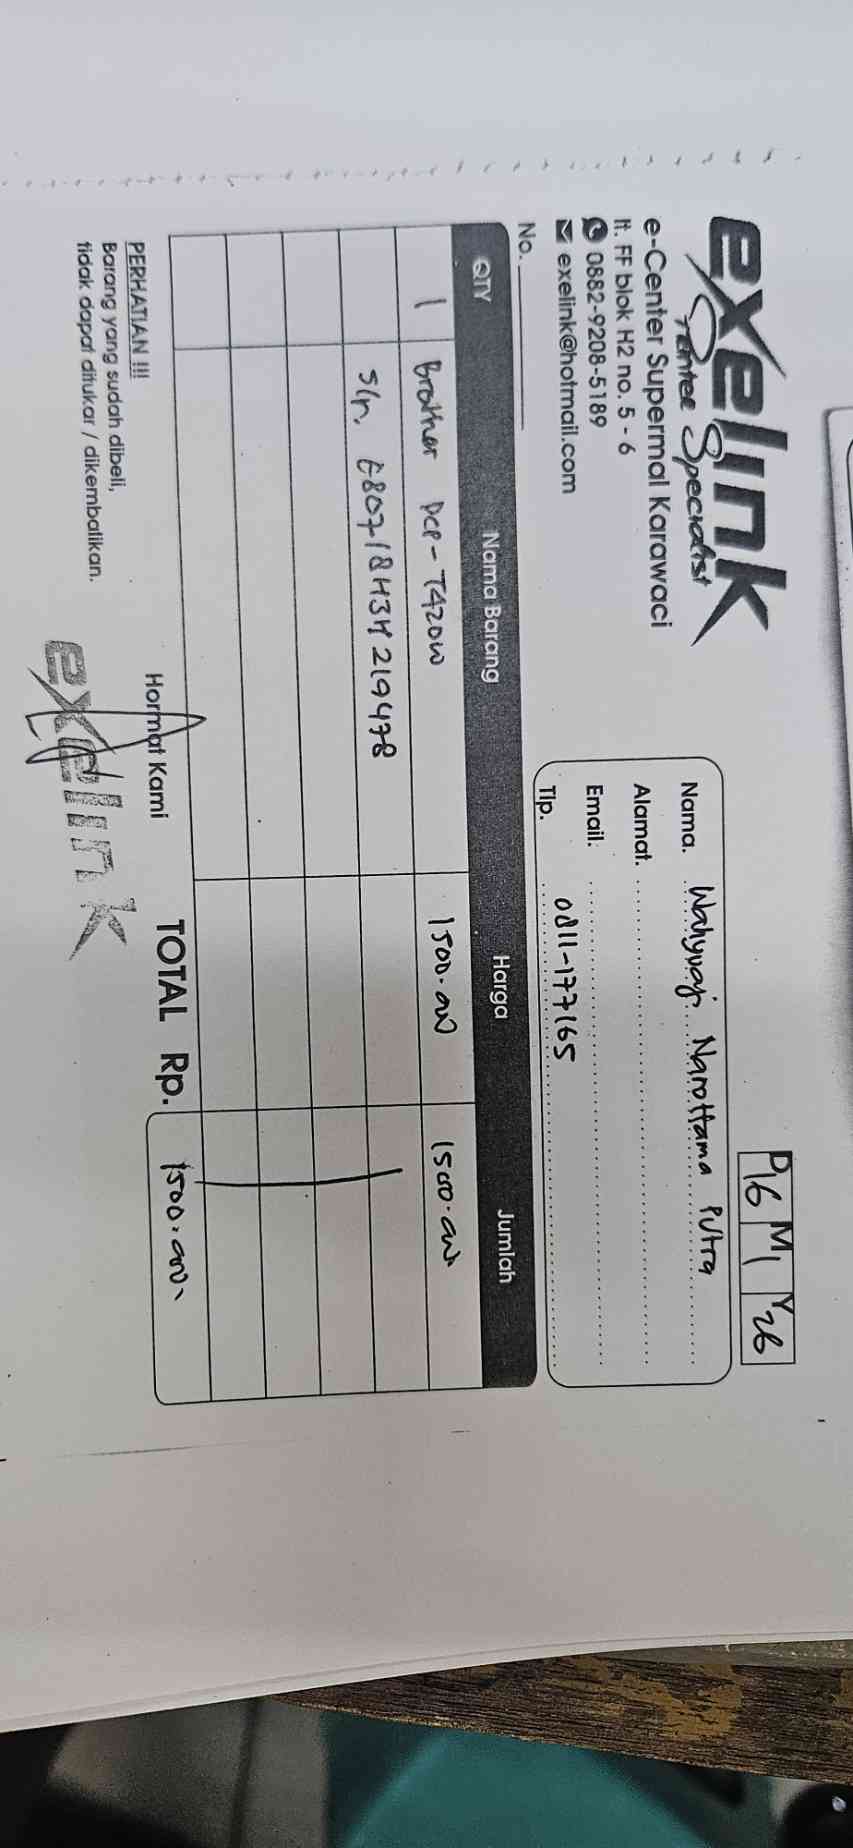 exelink
Printer Specialist
e-Center Supermal Karawaci
lt. FF blok H2 no. 5 - 6
0882-9208-5189
exelink@hotmail.com
No.
D 16 M 1 Y 26
Nama. Wahyuaji Narottama Putra
Alamat.
Email.
Tlp. 0811-177165
QTY Nama Barang Harga Jumlah
1 Brother DCP-T420W 1500.000 1500.000
s/n. E80718H3H219478
TOTAL Rp. 1500.000
PERHATIAN !!!
Barang yang sudah dibeli,
tidak dapat ditukar / dikembalikan.
Hormat Kami
exelink